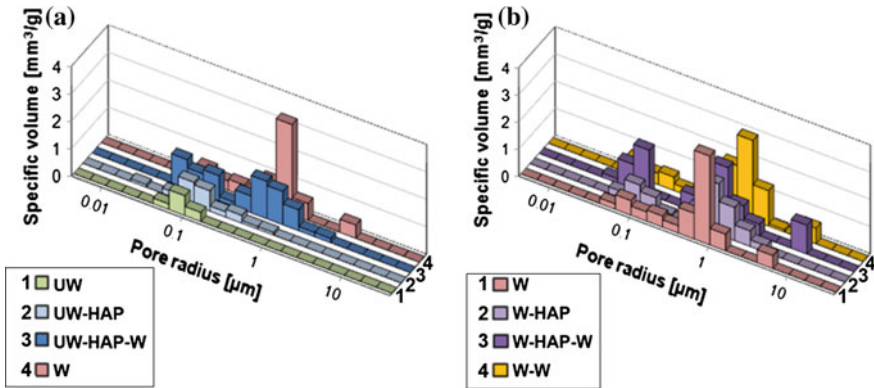 (a)
Specific volume [mm³/g]
4
3
2
1
0
0 01
0 1
1
10
Pore radius [µm]
4
3
2
1
1 UW
2 UW-HAP
3 UW-HAP-W
4 W
(b)
Specific volume [mm³/g]
4
3
2
1
0
0 01
0 1
1
10
Pore radius [µm]
4
3
2
1
1 W
2 W-HAP
3 W-HAP-W
4 W-W